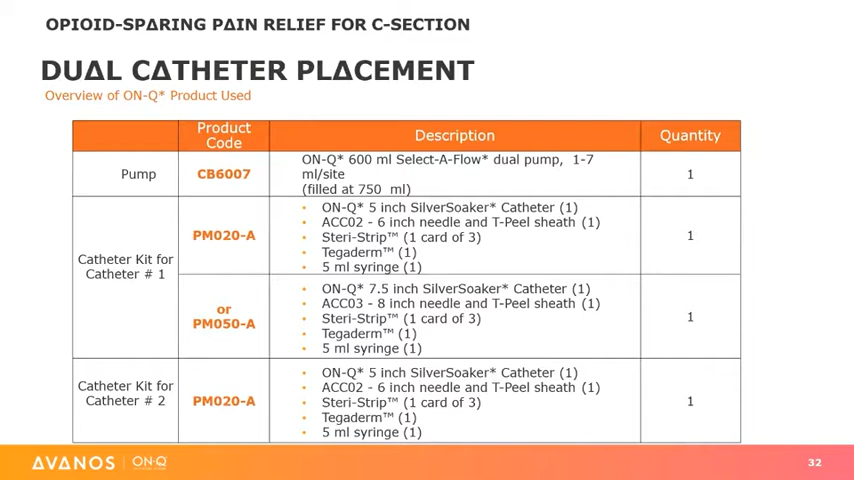 OPIOID-SPΔRING PΔIN RELIEF FOR C-SECTION
DUΔL CΔTHETER PLΔCEMENT
Overview of ON-Q* Product Used
Product
Code
Description
Quantity
Pump
CB6007
ON-Q* 600 ml Select-A-Flow* dual pump,  1-7
ml/site
(filled at 750  ml)
1
Catheter Kit for
Catheter # 1
PM020-A
• ON-Q* 5 inch SilverSoaker* Catheter (1)
• ACC02 - 6 inch needle and T-Peel sheath (1)
• Steri-Strip™ (1 card of 3)
• Tegaderm™ (1)
• 5 ml syringe (1)
1
or
PM050-A
• ON-Q* 7.5 inch SilverSoaker* Catheter (1)
• ACC03 - 8 inch needle and T-Peel sheath (1)
• Steri-Strip™ (1 card of 3)
• Tegaderm™ (1)
• 5 ml syringe (1)
1
Catheter Kit for
Catheter # 2
PM020-A
• ON-Q* 5 inch SilverSoaker* Catheter (1)
• ACC02 - 6 inch needle and T-Peel sheath (1)
• Steri-Strip™ (1 card of 3)
• Tegaderm™ (1)
• 5 ml syringe (1)
1
ΔVΔNOS | ON-Q*
32